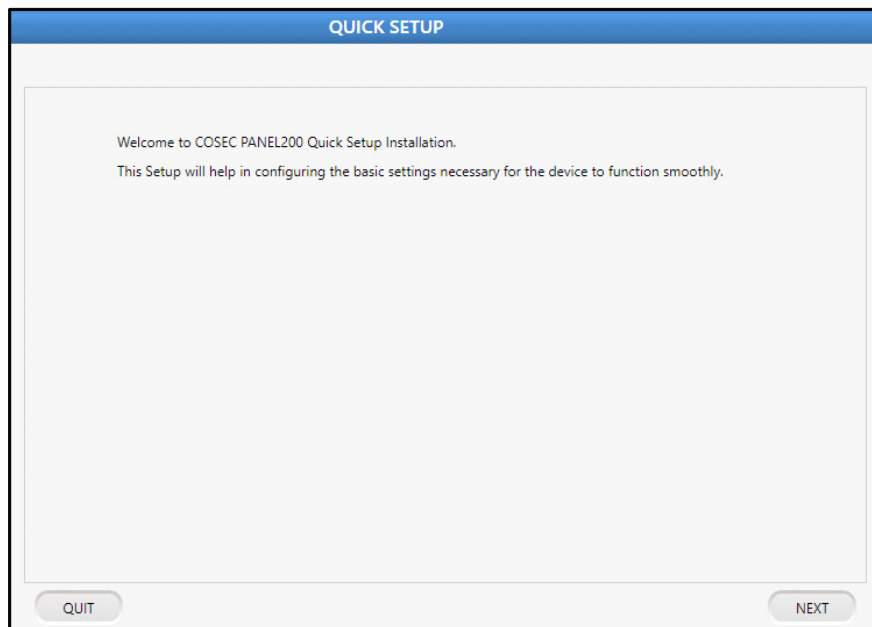 QUICK SETUP
Welcome to COSEC PANEL200 Quick Setup Installation.
This Setup will help in configuring the basic settings necessary for the device to function smoothly.
QUIT
NEXT